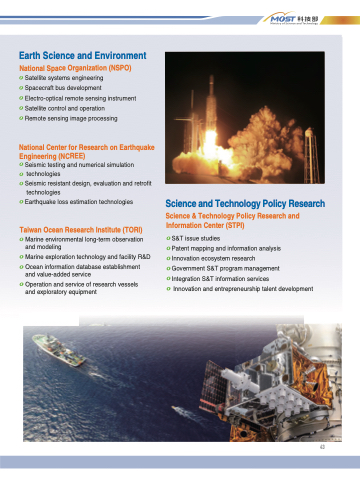 MOST 科技部
Ministry of Science and Technology
Earth Science and Environment
National Space Organization (NSPO)
Satellite systems engineering
Spacecraft bus development
Electro-optical remote sensing instrument
Satellite control and operation
Remote sensing image processing
National Center for Research on Earthquake
Engineering (NCREE)
Seismic testing and numerical simulation
technologies
Seismic resistant design, evaluation and retrofit
technologies
Earthquake loss estimation technologies
Taiwan Ocean Research Institute (TORI)
Marine environmental long-term observation
and modeling
Marine exploration technology and facility R&D
Ocean information database establishment
and value-added service
Operation and service of research vessels
and exploratory equipment
Science and Technology Policy Research
Science & Technology Policy Research and
Information Center (STPI)
S&T issue studies
Patent mapping and information analysis
Innovation ecosystem research
Government S&T program management
Integration S&T information services
Innovation and entrepreneurship talent development
43